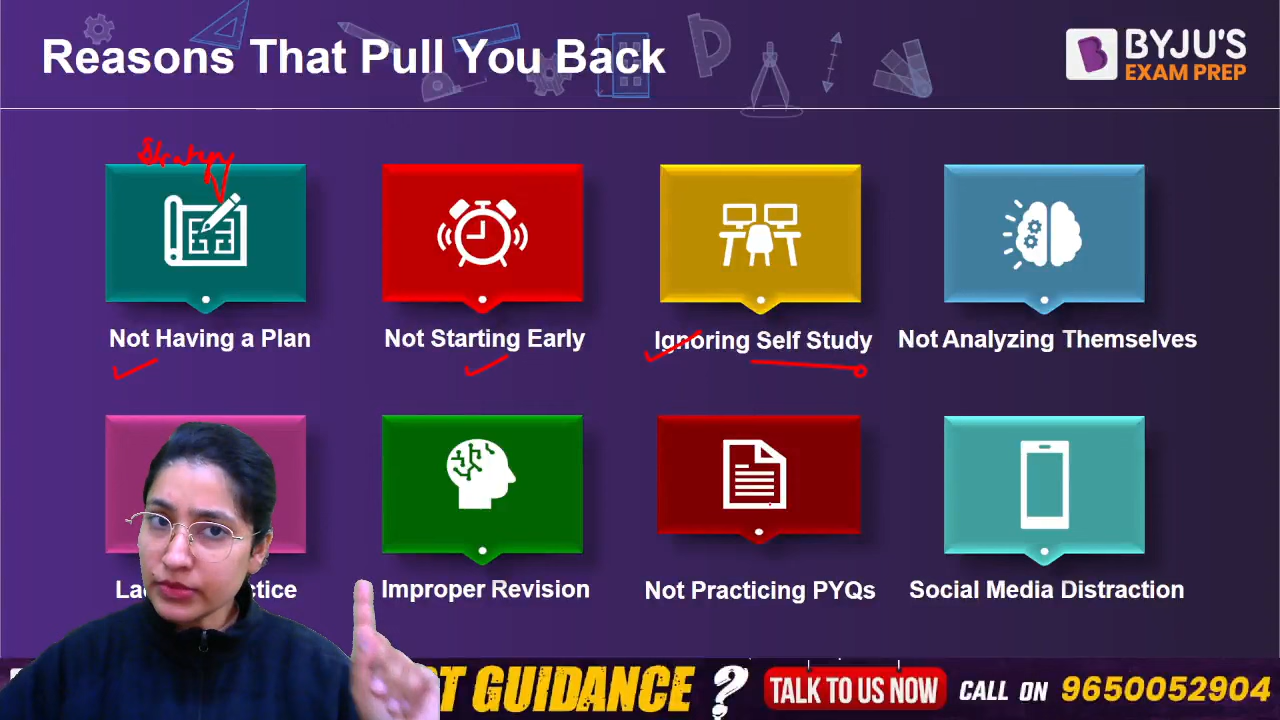 Reasons That Pull You Back
BYJU'S
EXAM PREP
Not Having a Plan
Not Starting Early
Ignoring Self Study
Not Analyzing Themselves
Improper Revision
Not Practicing PYQs
Social Media Distraction
GUIDANCE ? TALK TO US NOW CALL ON 9650052904